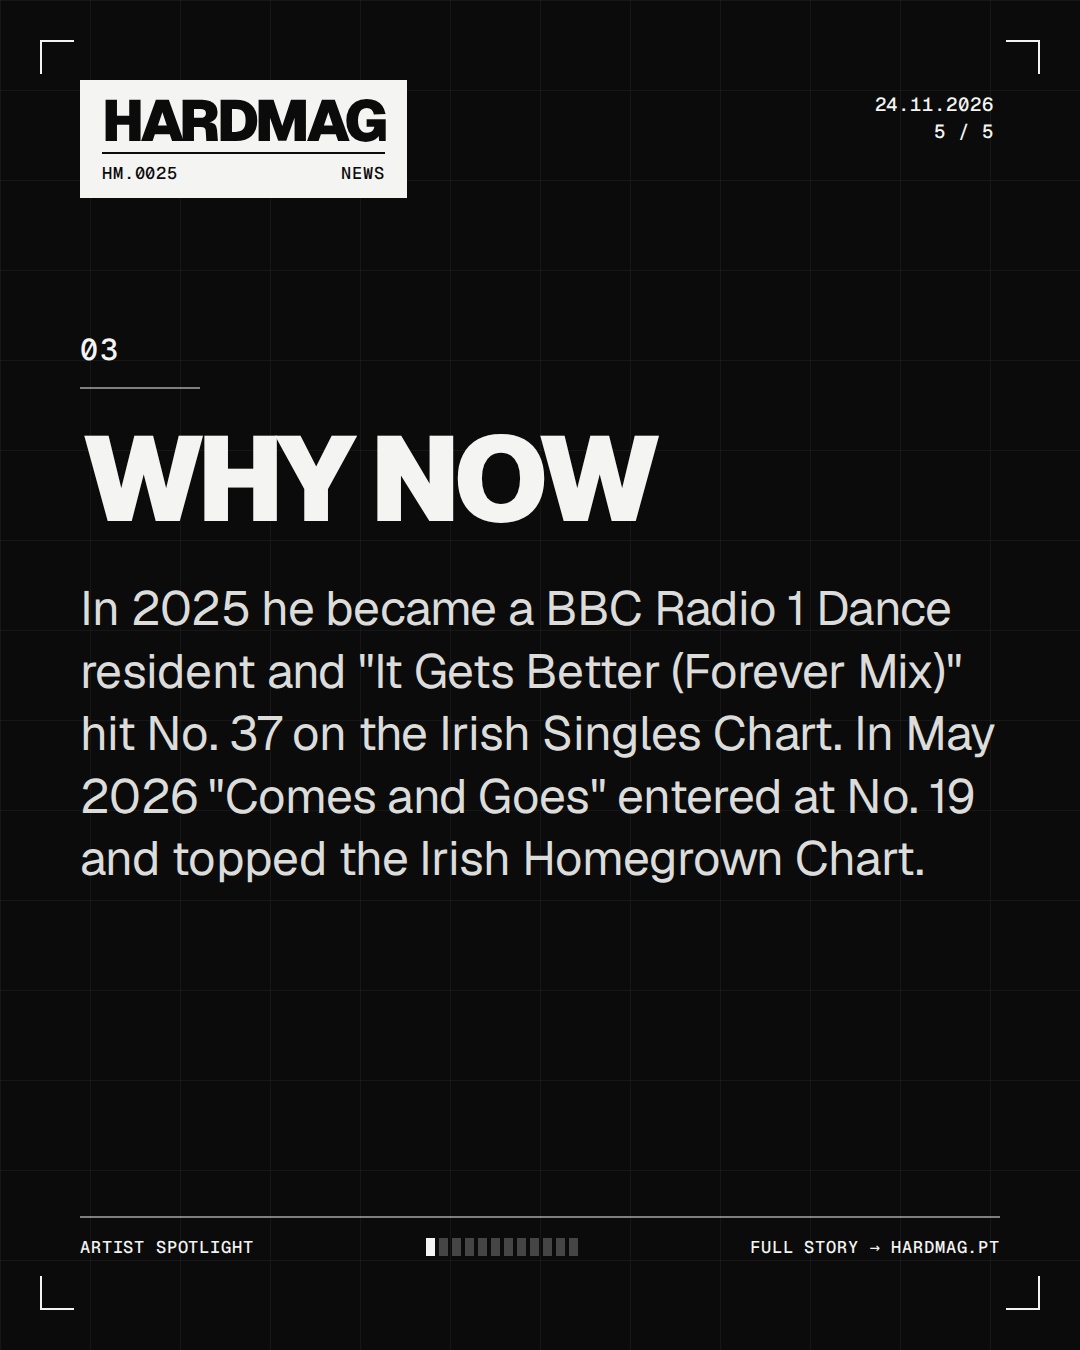 HARDMAG
HM.0025 NEWS
24.11.2026
5 / 5
03
WHY NOW
In 2025 he became a BBC Radio 1 Dance
resident and "It Gets Better (Forever Mix)"
hit No. 37 on the Irish Singles Chart. In May
2026 "Comes and Goes" entered at No. 19
and topped the Irish Homegrown Chart.
ARTIST SPOTLIGHT
FULL STORY → HARDMAG.PT